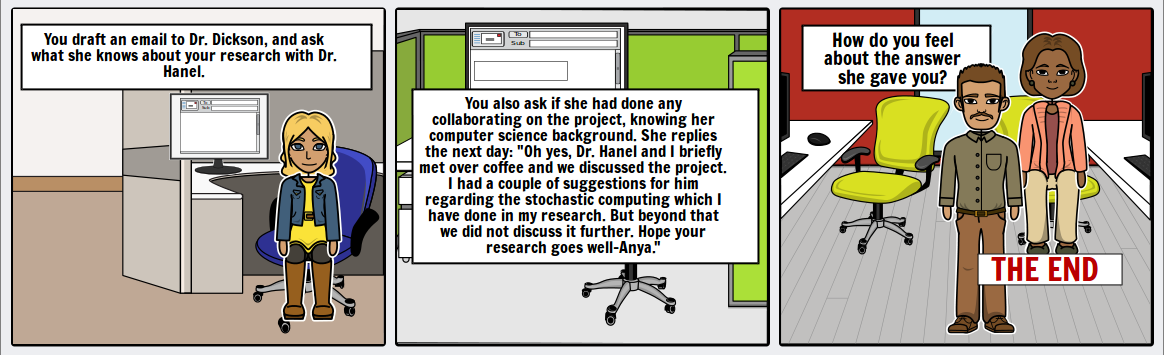 You draft an email to Dr. Dickson, and ask
what she knows about your research with Dr.
Hanel.
To
Sub
To
Sub
You also ask if she had done any
collaborating on the project, knowing her
computer science background. She replies
the next day: "Oh yes, Dr. Hanel and I briefly
met over coffee and we discussed the project.
I had a couple of suggestions for him
regarding the stochastic computing which I
have done in my research. But beyond that
we did not discuss it further. Hope your
research goes well-Anya."
How do you feel
about the answer
she gave you?
THE END